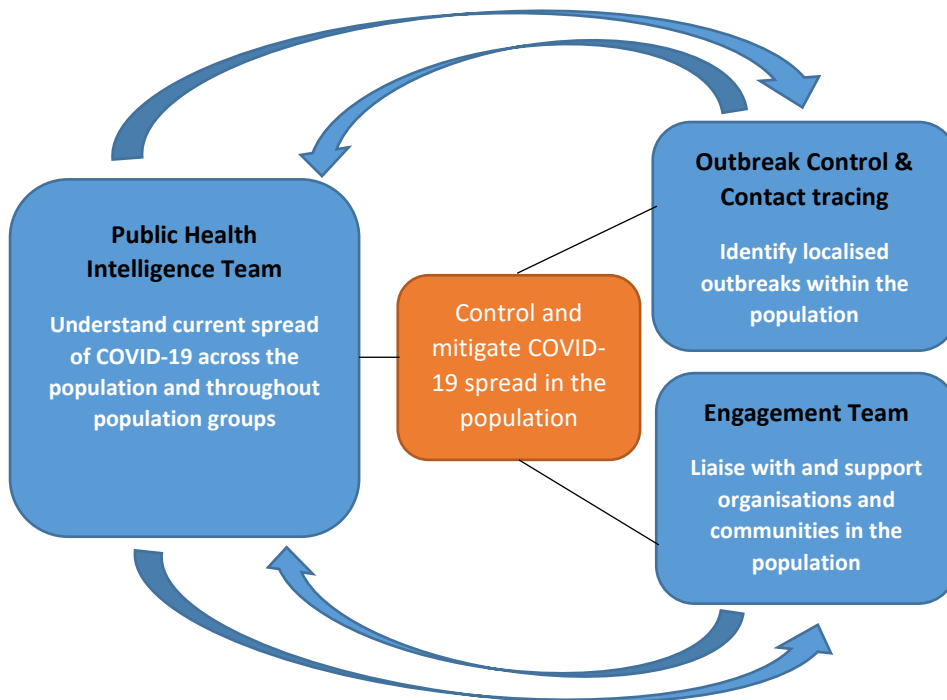 Public Health
Intelligence Team
Understand current spread
of COVID-19 across the
population and throughout
population groups
Control and
mitigate COVID-
19 spread in the
population
Outbreak Control &
Contact tracing
Identify localised
outbreaks within the
population
Engagement Team
Liaise with and support
organisations and
communities in the
population